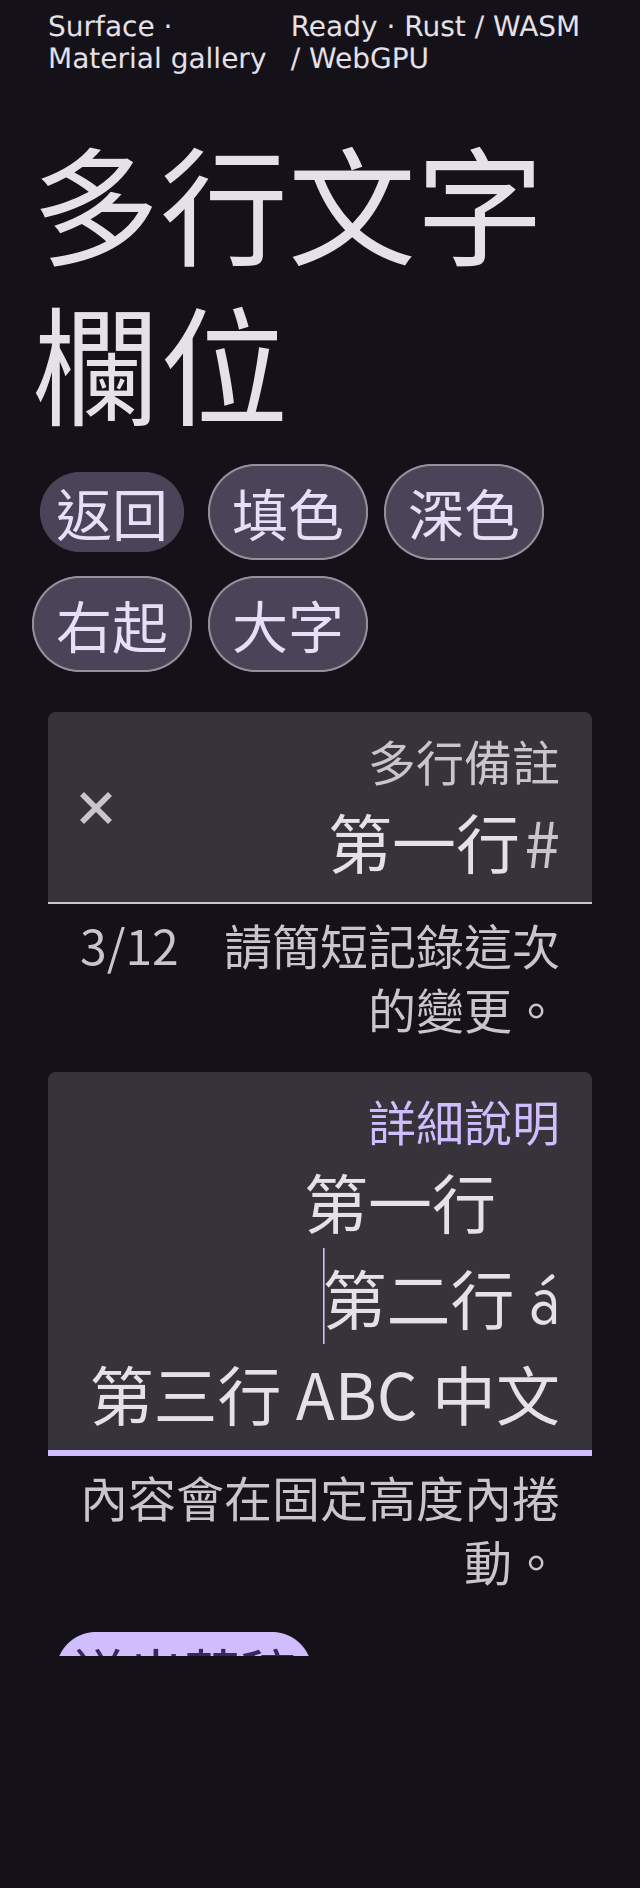 Surface ·
Material gallery
Ready · Rust / WASM
/ WebGPU
多行文字
欄位
返回
填色
深色
右起
大字
多行備註
第一行 #
3/12
請簡短記錄這次
的變更。
詳細說明
第一行
第二行 á
第三行 ABC 中文
內容會在固定高度內捲
動。